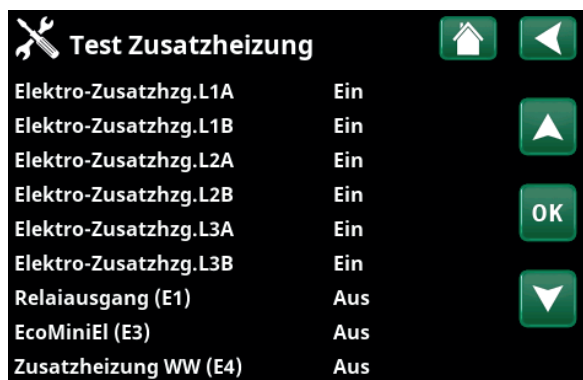 Test Zusatzheizung
Elektro-Zusatzhzg.L1A Ein
Elektro-Zusatzhzg.L1B Ein
Elektro-Zusatzhzg.L2A Ein
Elektro-Zusatzhzg.L2B Ein
OK
Elektro-Zusatzhzg.L3A Ein
Elektro-Zusatzhzg.L3B Ein
Relaiausgang (E1) Aus
EcoMiniEl (E3) Aus
Zusatzheizung WW (E4) Aus